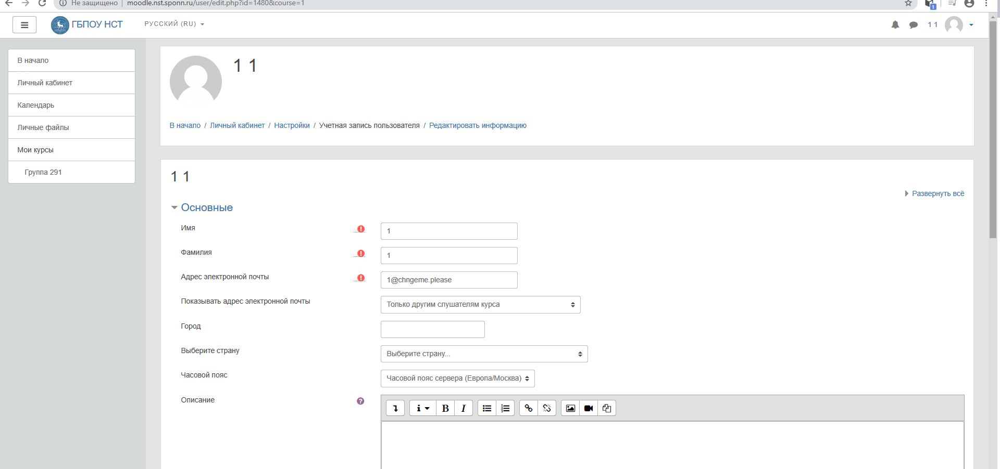 Не защищено | moodle.nst.sponn.ru/user/edit.php?id=1480&course=1
1
ГБПОУ НСТ
РУССКИЙ (RU)
1 1
В начало
Личный кабинет
Календарь
Личные файлы
Мои курсы
Группа 291
1 1
В начало / Личный кабинет / Настройки / Учетная запись пользователя / Редактировать информацию
1 1
Развернуть всё
Основные
Имя
1
Фамилия
1
Адрес электронной почты
1@chngeme.please
Показывать адрес электронной почты
Только другим слушателям курса
Город
Выберите страну
Выберите страну...
Часовой пояс
Часовой пояс сервера (Европа/Москва)
Описание
B I